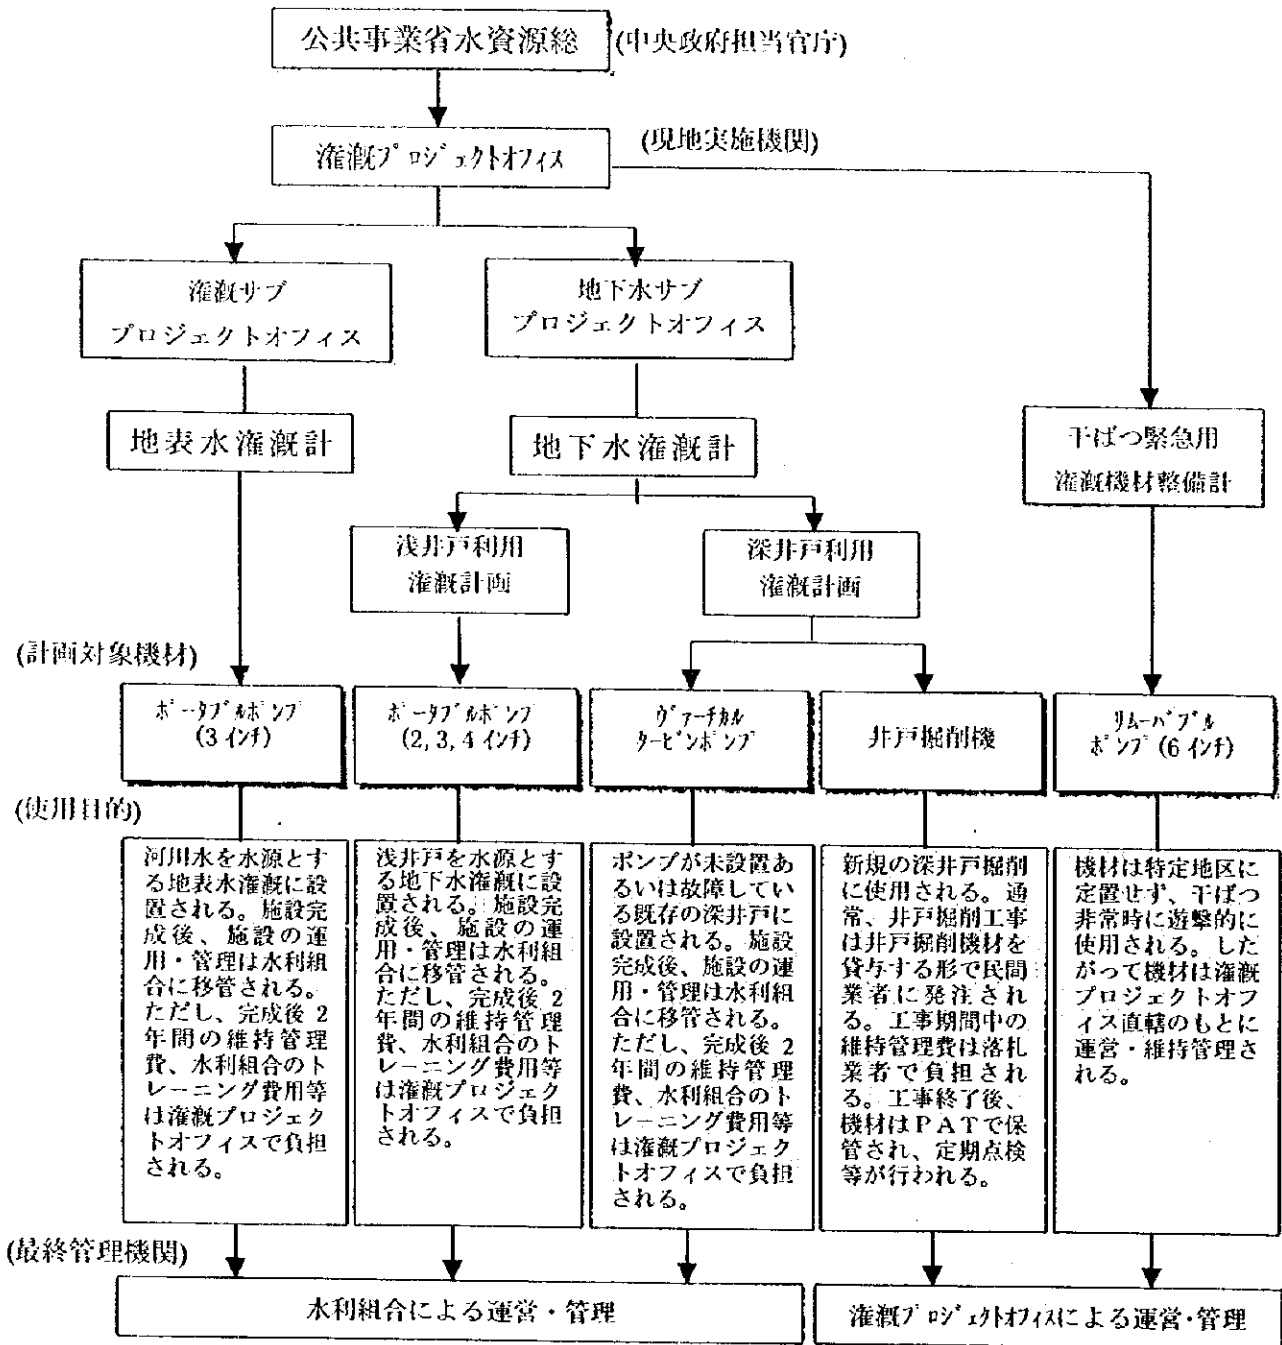 公共事業省水資源総
(中央政府担当官庁)
灌漑プロジェクトオフィス
(現地実施機関)
灌漑サブ
プロジェクトオフィス
地下水サブ
プロジェクトオフィス
地表水灌漑計
地下水灌漑計
干ばつ緊急用
灌漑機材整備計
浅井戸利用
灌漑計画
深井戸利用
灌漑計画
(計画対象機材)
ポータブルポンプ
(3 インチ)
ポータブルポンプ
(2, 3, 4 インチ)
ヴァーチカル
タービンポンプ
井戸掘削機
リムーバブル
ポンプ (6 インチ)
(使用目的)
河川水を水源とす
る地表水灌漑に設
置される。施設完
成後、施設の運
用・管理は水利組
合に移管される。
ただし、完成後 2
年間の維持管理
費、水利組合のト
レーニング費用等
は灌漑プロジェク
トオフィスで負担
される。
浅井戸を水源とす
る地下水灌漑に設
置される。施設完
成後、施設の運
用・管理は水利組
合に移管される。
ただし、完成後 2
年間の維持管理
費、水利組合のト
レーニング費用等
は灌漑プロジェク
トオフィスで負担
される。
ポンプが未設置あ
るいは故障してい
る既存の深井戸に
設置される。施設
完成後、施設の運
用・管理は水利組
合に移管される。
ただし、完成後 2
年間の維持管理
費、水利組合のト
レーニング費用等
は灌漑プロジェク
トオフィスで負担
される。
新規の深井戸掘削
に使用される。通
常、井戸掘削工事
は井戸掘削機材を
貸与する形で民間
業者に発注され
る。工事期間中の
維持管理費は落札
業者で負担され
る。工事終了後、
機材はPATで保
管され、定期点検
等が行われる。
機材は特定地区に
定置せず、干ばつ
非常時に遊撃的に
使用される。した
がって機材は灌漑
プロジェクトオフ
ィス直轄のもとに
運営・維持管理さ
れる。
(最終管理機関)
水利組合による運営・管理
灌漑プロジェクトオフィスによる運営・管理